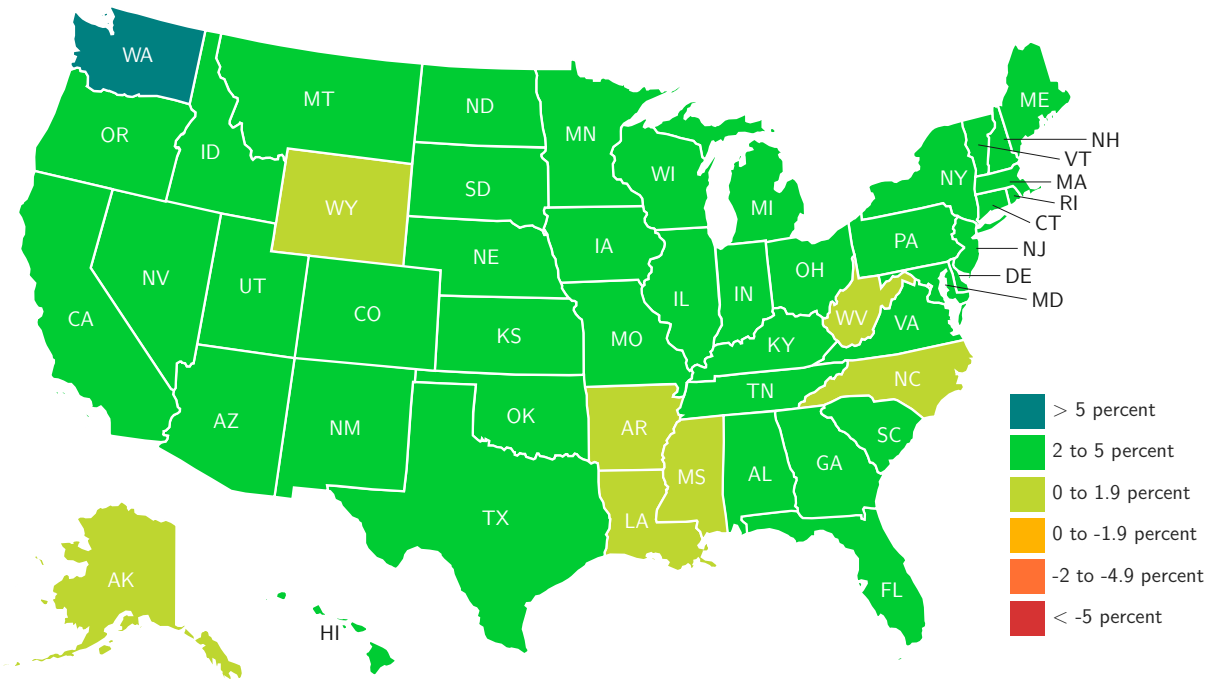 WA
MT
ND
ME
OR
MN
ID
NH
VT
WI
NY
MA
SD
RI
WY
MI
CT
PA
IA
NJ
NE
OH
NV
DE
UT
IN
IL
MD
CO
WV
CA
VA
KS
MO
KY
NC
TN
> 5 percent
OK
AZ
NM
AR
SC
2 to 5 percent
GA
AL
MS
0 to 1.9 percent
TX
LA
0 to -1.9 percent
AK
-2 to -4.9 percent
FL
< -5 percent
HI